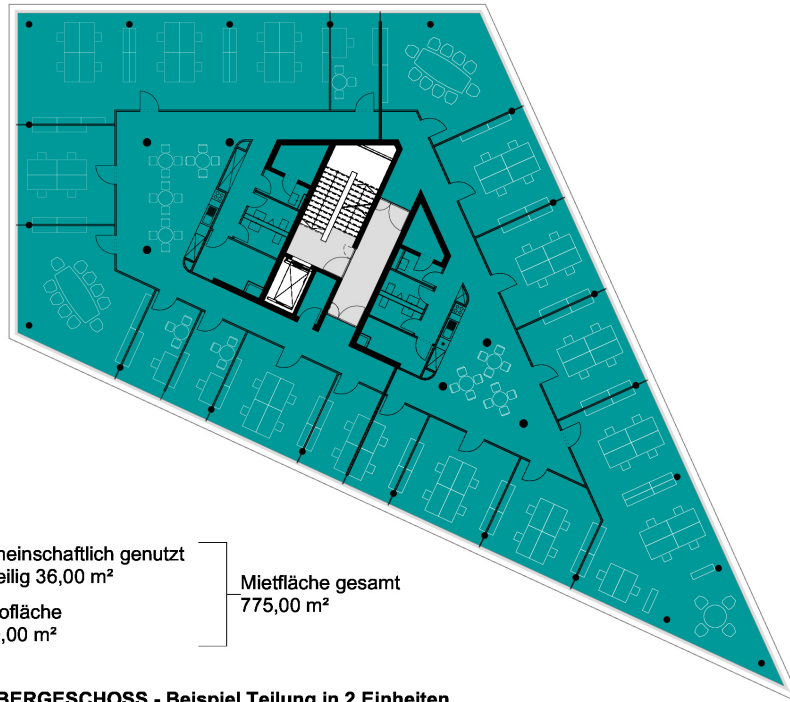 neinschaftlich genutzt
eilig 36,00 m²
Mietfläche gesamt
775,00 m²
ofläche
,00 m²
BERGESCHOSS - Beispiel Teilung in 2 Einheiten